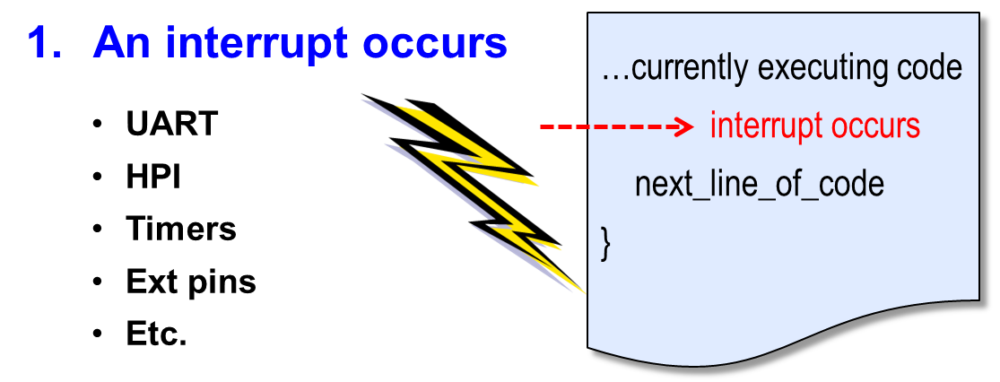 1. An interrupt occurs
• UART
• HPI
• Timers
• Ext pins
• Etc.
…currently executing code
interrupt occurs
next_line_of_code
}